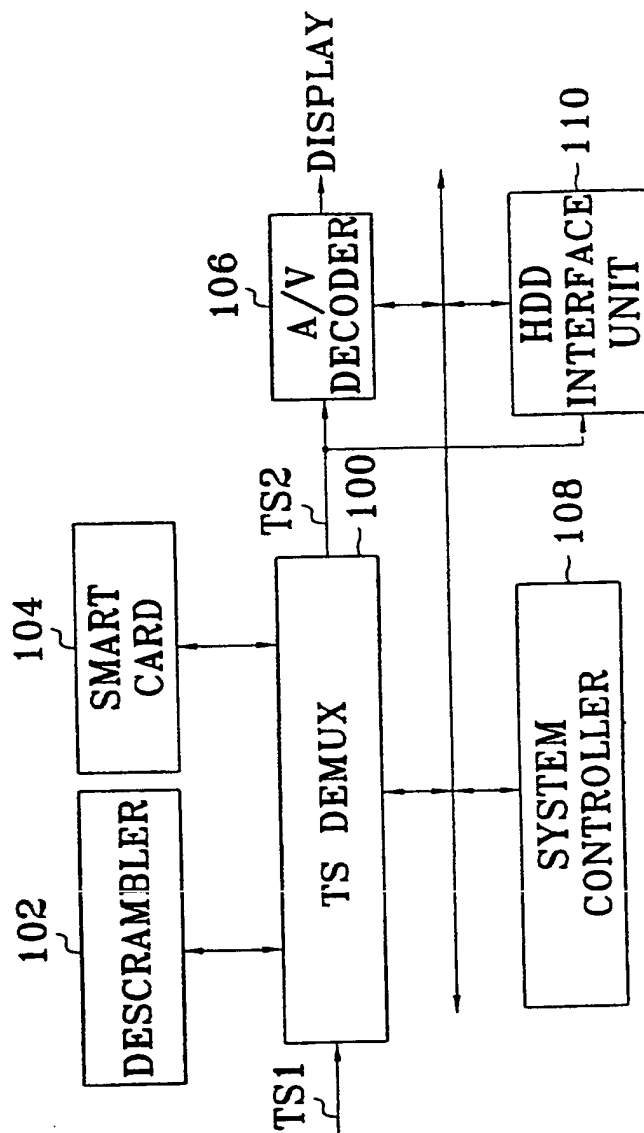 102
DESCRAMBLER
104
SMART
CARD
TS1
TS DEMUX
TS2
100
106
A/V
DECODER
DISPLAY
108
SYSTEM
CONTROLLER
110
HDD
INTERFACE
UNIT